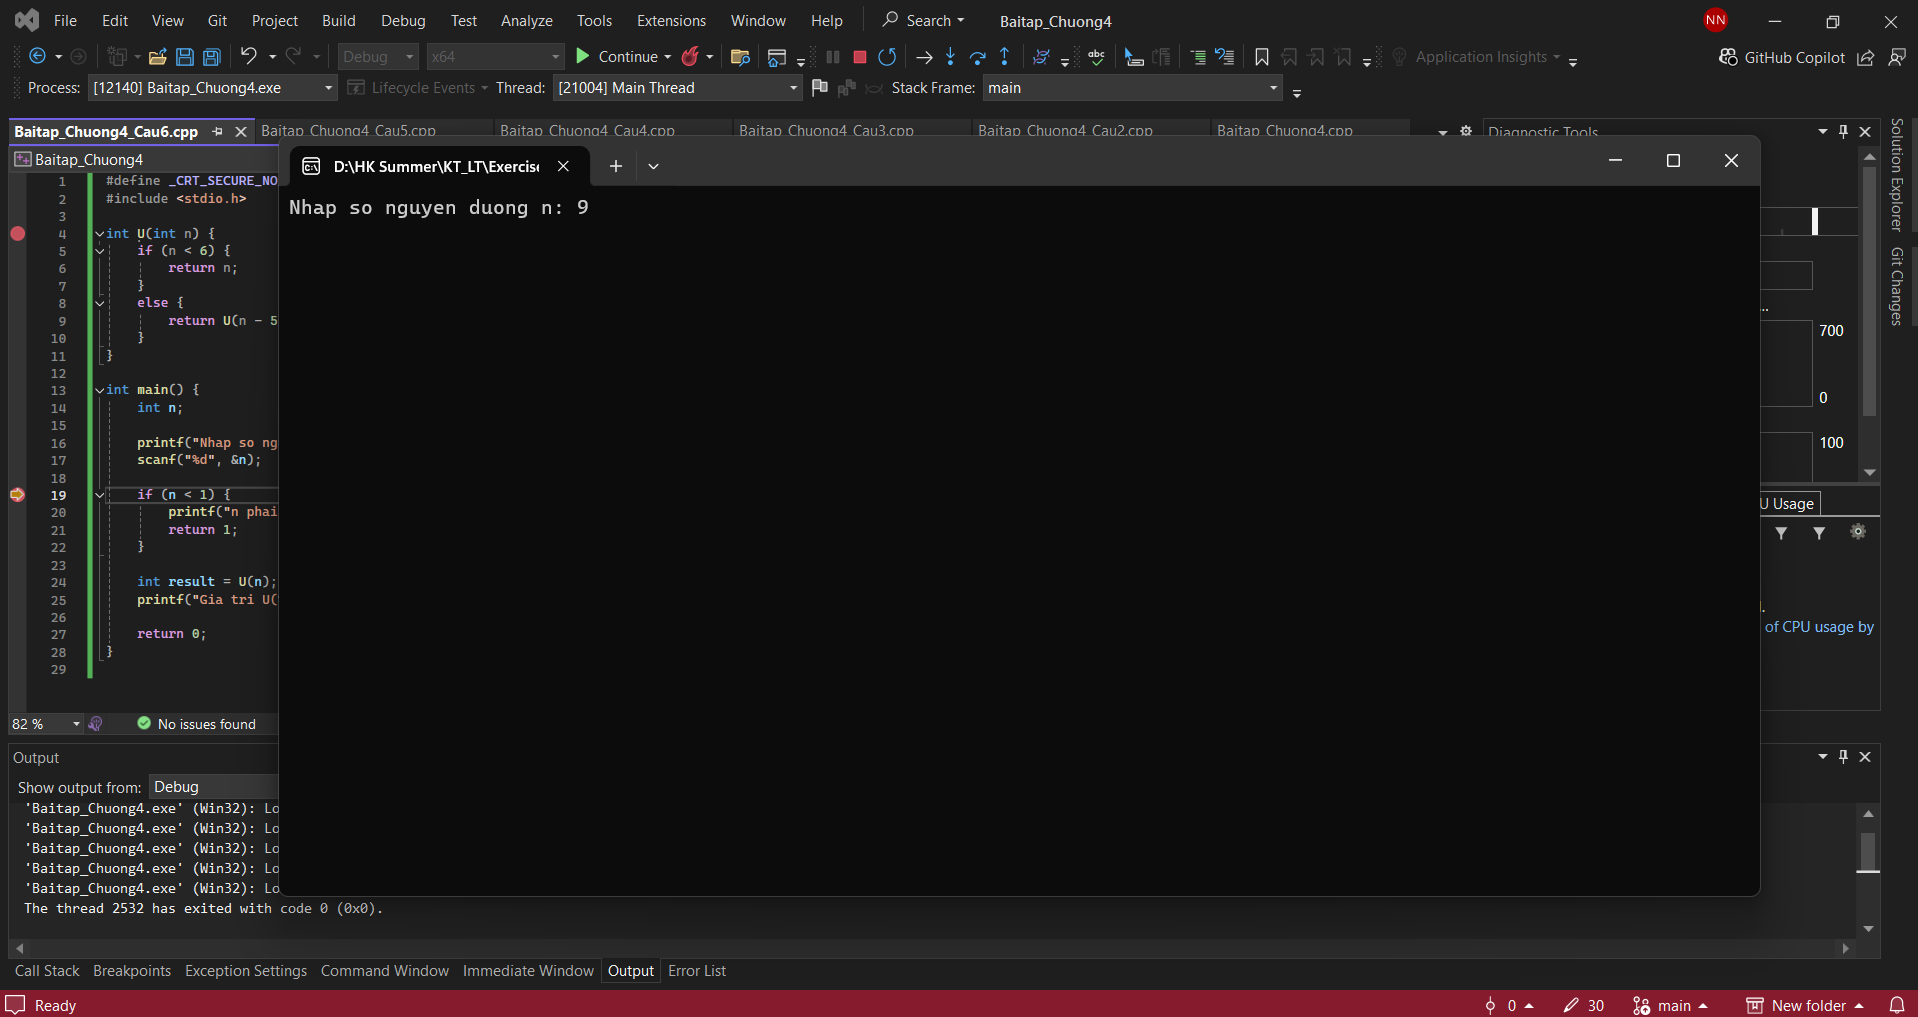 File Edit View Git Project Build Debug Test Analyze Tools Extensions Window Help Search Baitap_Chuong4 NN
Debug x64 Continue Application Insights GitHub Copilot
Process: [12140] Baitap_Chuong4.exe Lifecycle Events Thread: [21004] Main Thread Stack Frame: main
Baitap_Chuong4_Cau6.cpp Baitap_Chuong4_Cau5.cpp Baitap_Chuong4_Cau4.cpp Baitap_Chuong4_Cau3.cpp Baitap_Chuong4_Cau2.cpp Baitap_Chuong4.cpp Diagnostic Tools
Baitap_Chuong4
D:\HK Summer\KT_LT\Exercise
Nhap so nguyen duong n: 9
1 #define _CRT_SECURE_NO
2 #include <stdio.h>
3
4 int U(int n) {
5 if (n < 6) {
6 return n;
7 }
8 else {
9 return U(n - 5
10 }
11 }
12
13 int main() {
14 int n;
15
16 printf("Nhap so ng
17 scanf("%d", &n);
18
19 if (n < 1) {
20 printf("n phai
21 return 1;
22 }
23
24 int result = U(n);
25 printf("Gia tri U(
26
27 return 0;
28 }
29
82 % No issues found
...
700
0
100
U Usage
of CPU usage by
Solution Explorer
Git Changes
Output
Show output from: Debug
'Baitap_Chuong4.exe' (Win32): Lo
'Baitap_Chuong4.exe' (Win32): Lo
'Baitap_Chuong4.exe' (Win32): Lo
'Baitap_Chuong4.exe' (Win32): Lo
'Baitap_Chuong4.exe' (Win32): Lo
The thread 2532 has exited with code 0 (0x0).
Call Stack Breakpoints Exception Settings Command Window Immediate Window Output Error List
Ready 0 30 main New folder